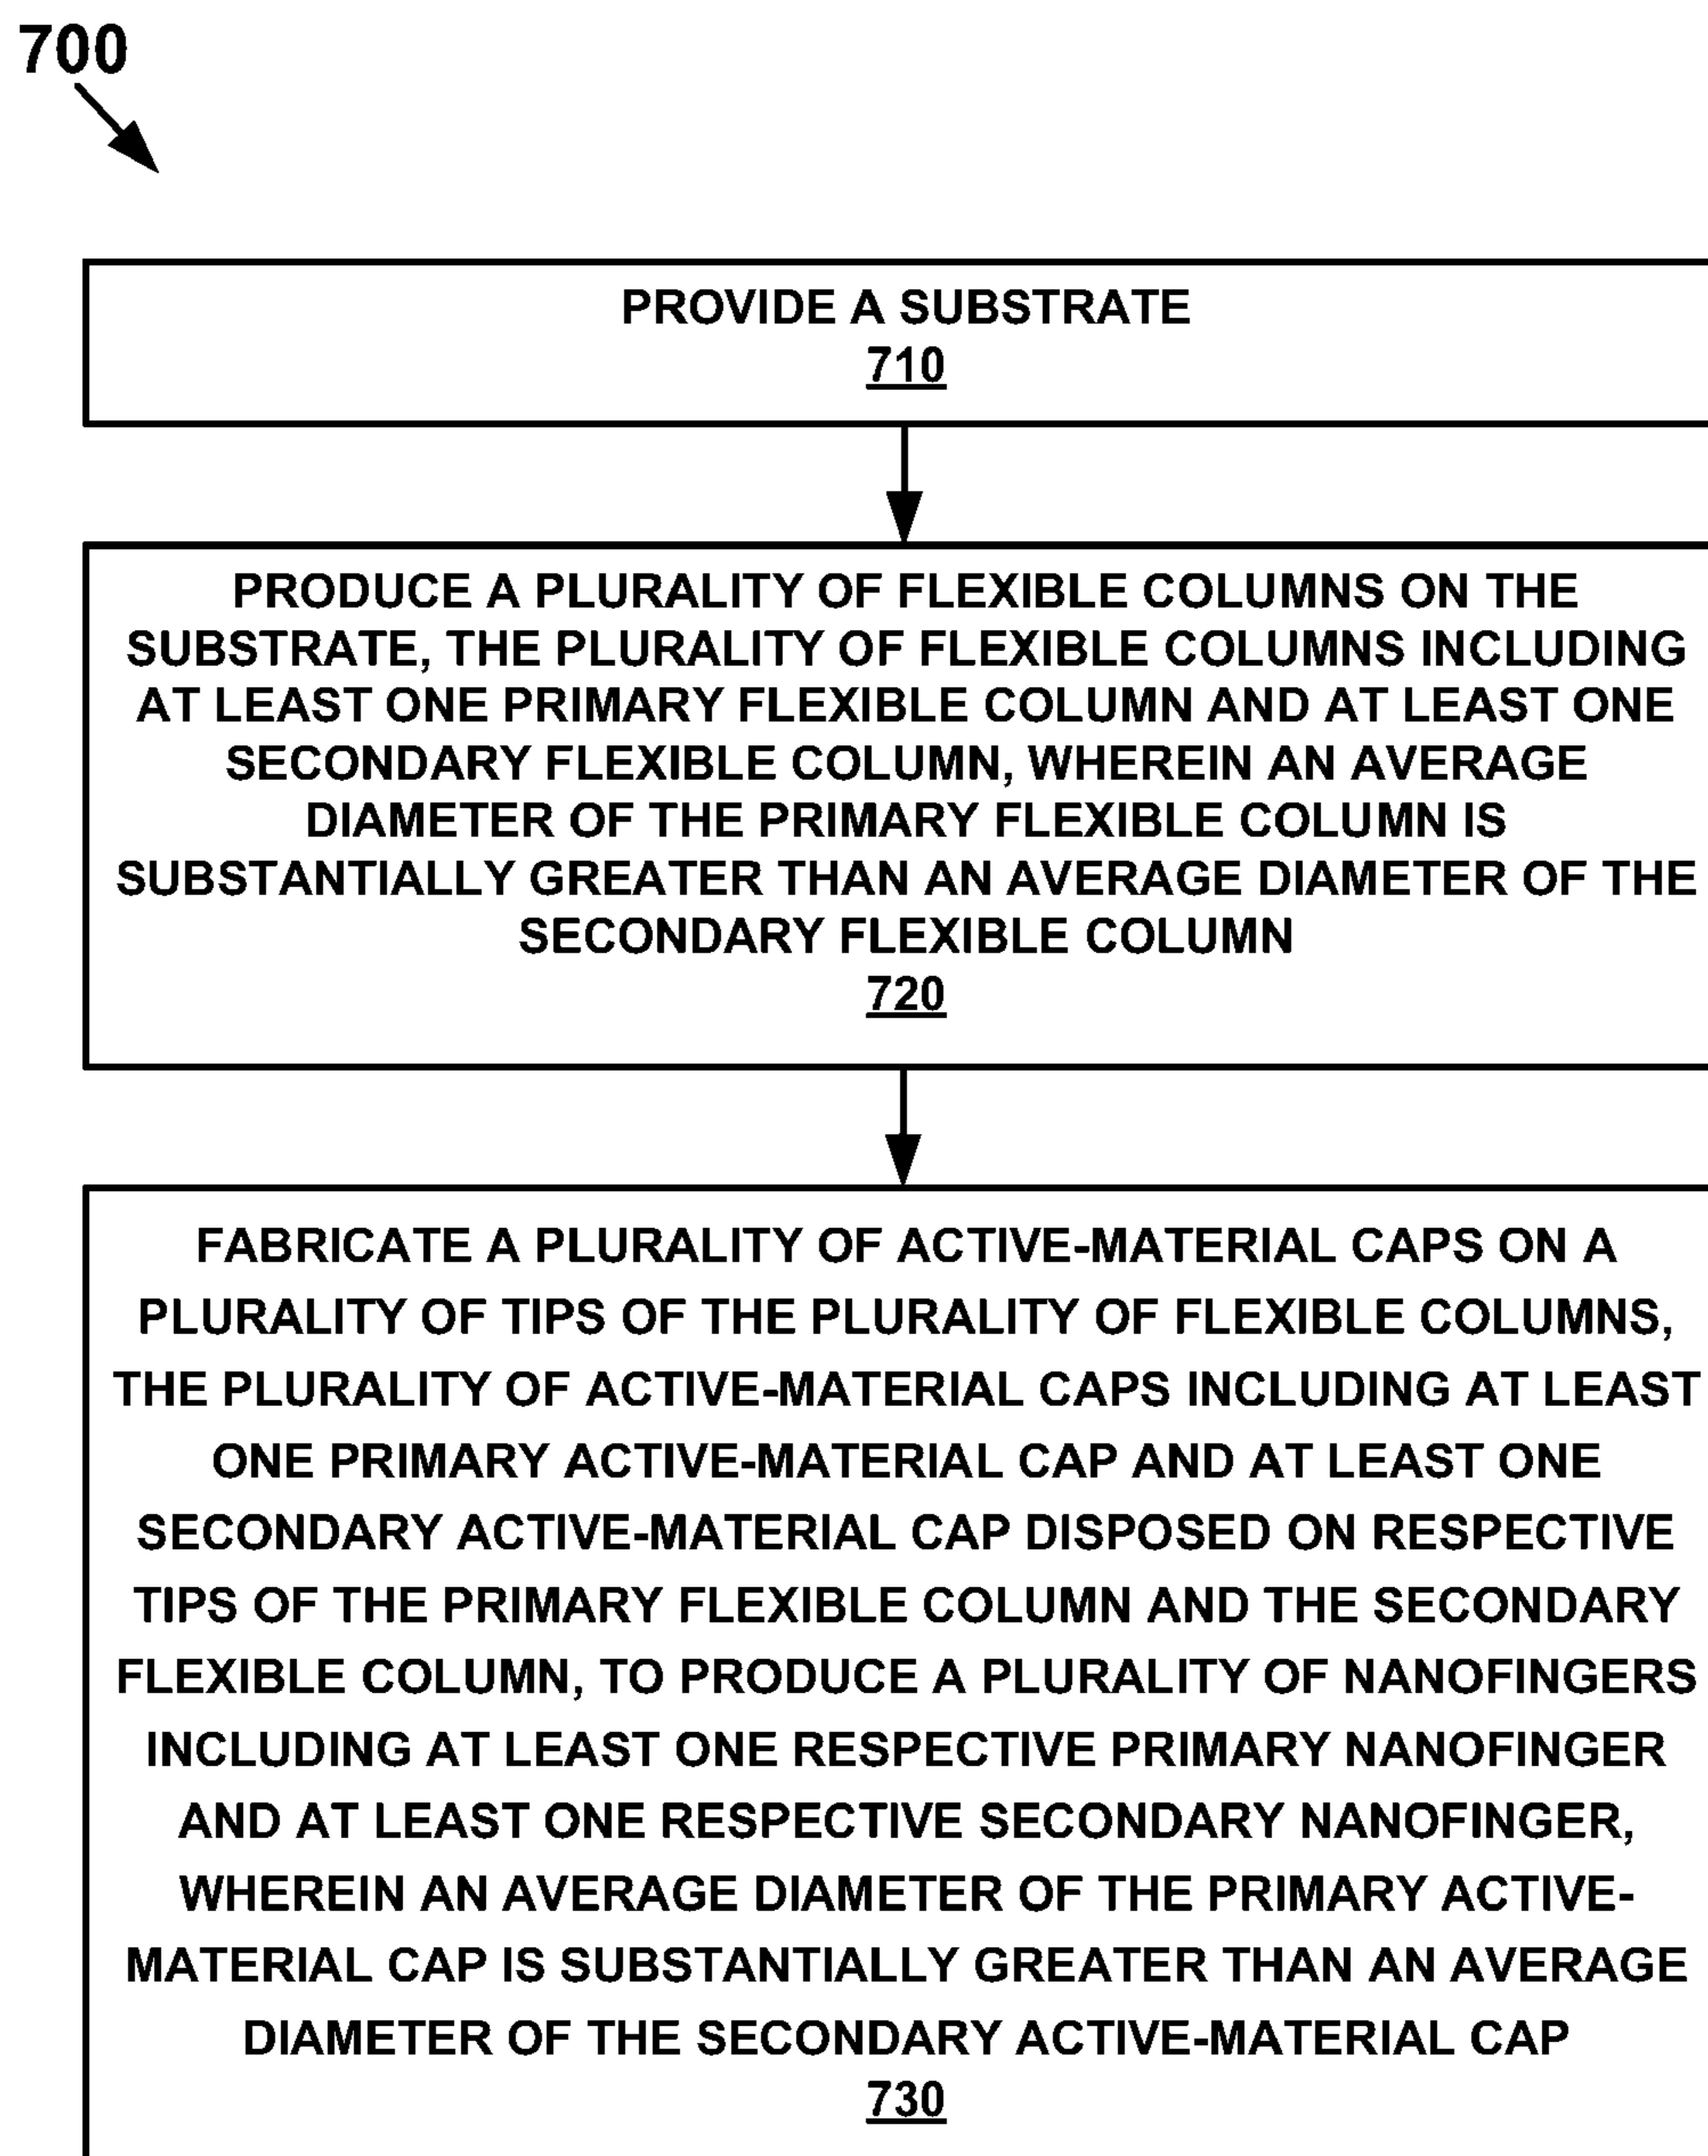 700
PROVIDE A SUBSTRATE
710
PRODUCE A PLURALITY OF FLEXIBLE COLUMNS ON THE
SUBSTRATE, THE PLURALITY OF FLEXIBLE COLUMNS INCLUDING
AT LEAST ONE PRIMARY FLEXIBLE COLUMN AND AT LEAST ONE
SECONDARY FLEXIBLE COLUMN, WHEREIN AN AVERAGE
DIAMETER OF THE PRIMARY FLEXIBLE COLUMN IS
SUBSTANTIALLY GREATER THAN AN AVERAGE DIAMETER OF THE
SECONDARY FLEXIBLE COLUMN
720
FABRICATE A PLURALITY OF ACTIVE-MATERIAL CAPS ON A
PLURALITY OF TIPS OF THE PLURALITY OF FLEXIBLE COLUMNS,
THE PLURALITY OF ACTIVE-MATERIAL CAPS INCLUDING AT LEAST
ONE PRIMARY ACTIVE-MATERIAL CAP AND AT LEAST ONE
SECONDARY ACTIVE-MATERIAL CAP DISPOSED ON RESPECTIVE
TIPS OF THE PRIMARY FLEXIBLE COLUMN AND THE SECONDARY
FLEXIBLE COLUMN, TO PRODUCE A PLURALITY OF NANOFINGERS
INCLUDING AT LEAST ONE RESPECTIVE PRIMARY NANOFINGER
AND AT LEAST ONE RESPECTIVE SECONDARY NANOFINGER,
WHEREIN AN AVERAGE DIAMETER OF THE PRIMARY ACTIVE-
MATERIAL CAP IS SUBSTANTIALLY GREATER THAN AN AVERAGE
DIAMETER OF THE SECONDARY ACTIVE-MATERIAL CAP
730